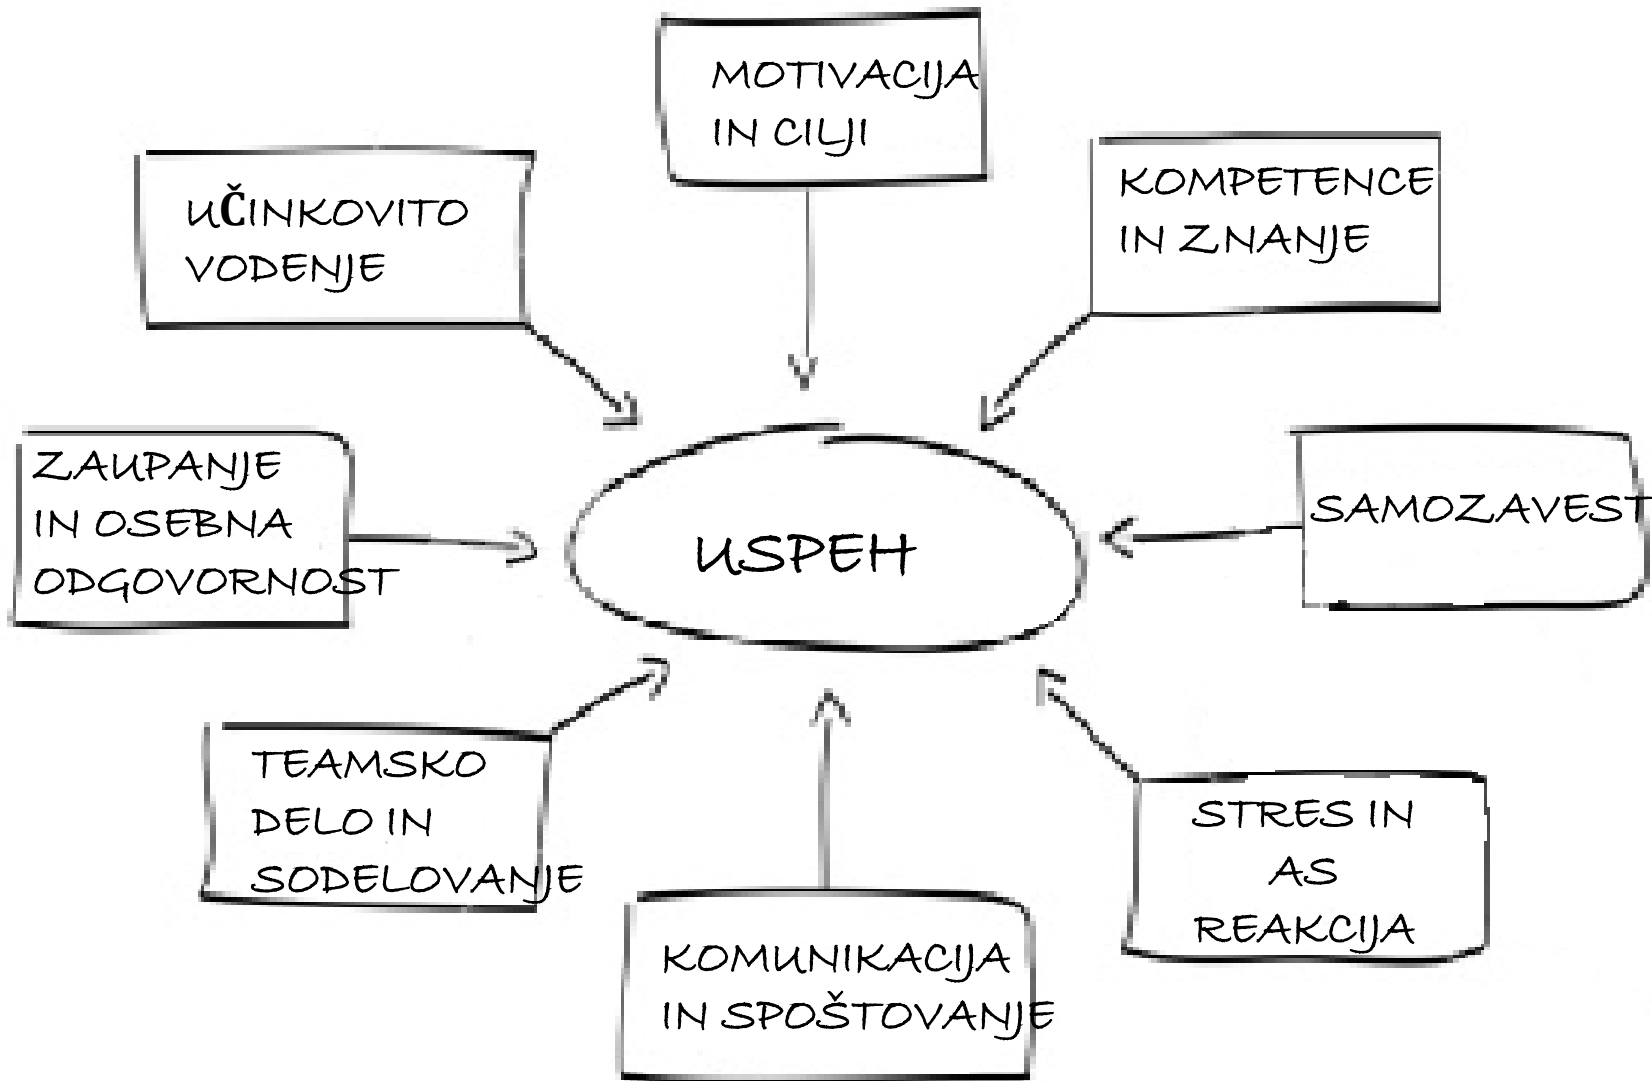 MOTIVACIJA
IN CILJI
KOMPETENCE
IN ZNANJE
UČINKOVITO
VODENJE
ZAUPANJE
IN OSEBNA
ODGOVORNOST
USPEH
SAMOZAVEST
TEAMSKO
DELO IN
SODELOVANJE
STRES IN
AS
REAKCIJA
KOMUNIKACIJA
IN SPOŠTOVANJE